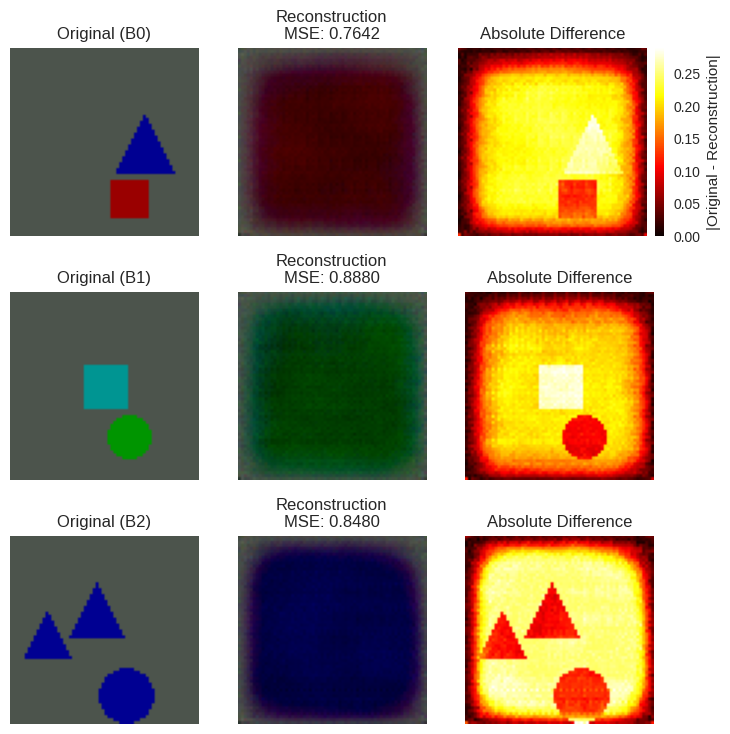 Original (B0)
Reconstruction
MSE: 0.7642
Absolute Difference
0.25
0.20
0.15
0.10
0.05
0.00
|Original - Reconstruction|
Original (B1)
Reconstruction
MSE: 0.8880
Absolute Difference
Original (B2)
Reconstruction
MSE: 0.8480
Absolute Difference